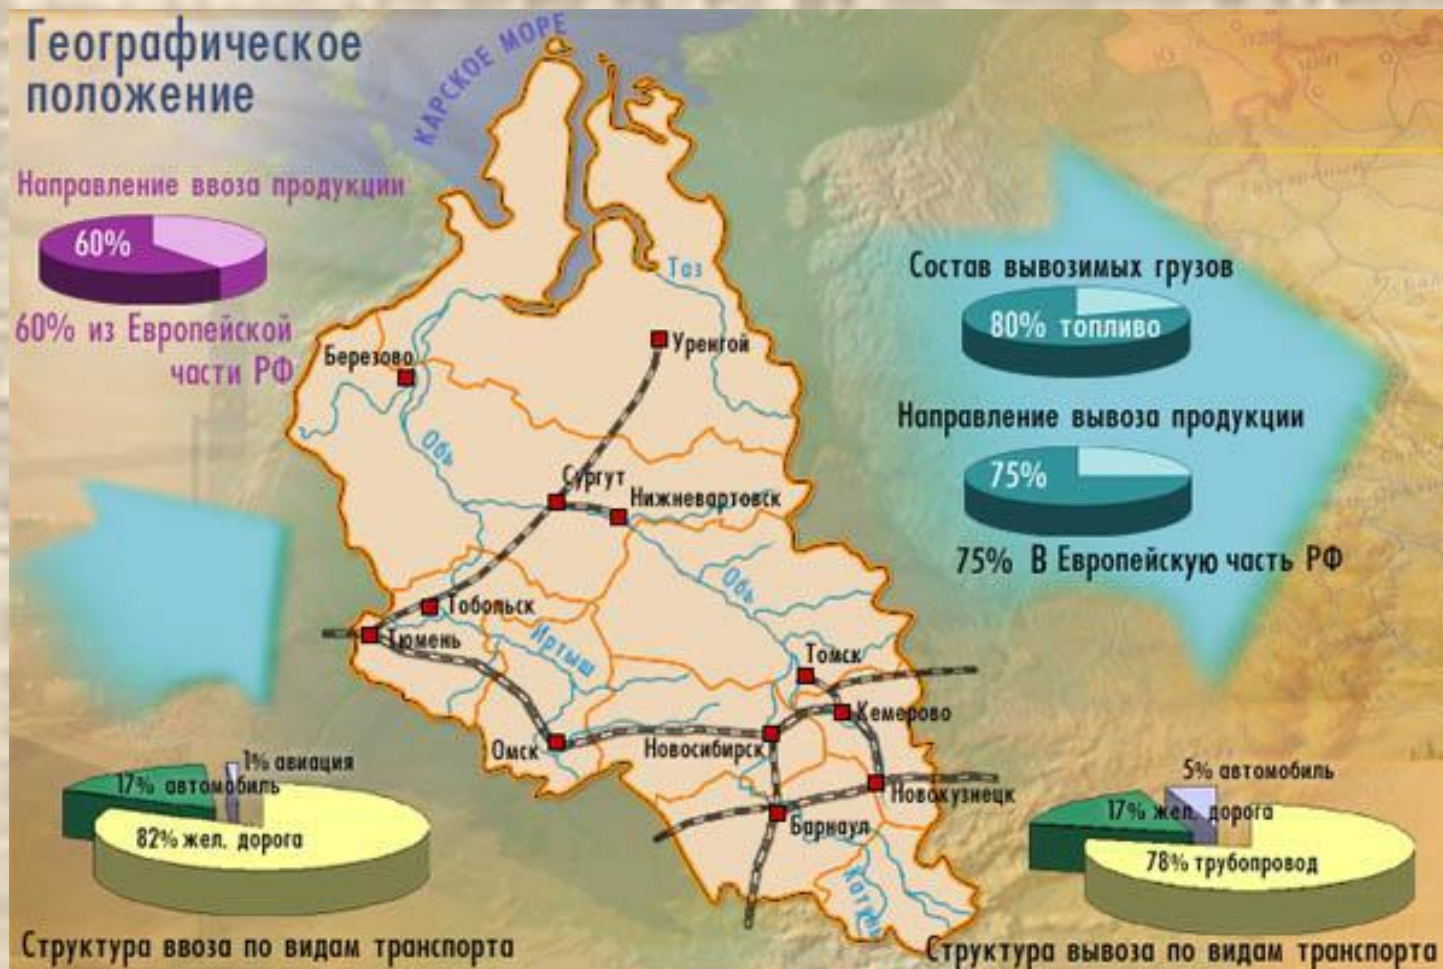 Географическое
положение
КАРСКОЕ МОРЕ
Направление ввоза продукции
60%
60% из Европейской
части РФ
Таз
Уренгой
Березово
Обь
Сургут
Нижневартовск
Обь
Тобольск
Тюмень
Иртыш
Томск
Кемерово
Омск
Новосибирск
Новокузнецк
Барнаул
Катунь
Состав вывозимых грузов
80% топливо
Направление вывоза продукции
75%
75% В Европейскую часть РФ
1% авиация
17% автомобиль
82% жел. дорога
Структура ввоза по видам транспорта
5% автомобиль
17% жел. дорога
78% трубопровод
Структура вывоза по видам транспорта